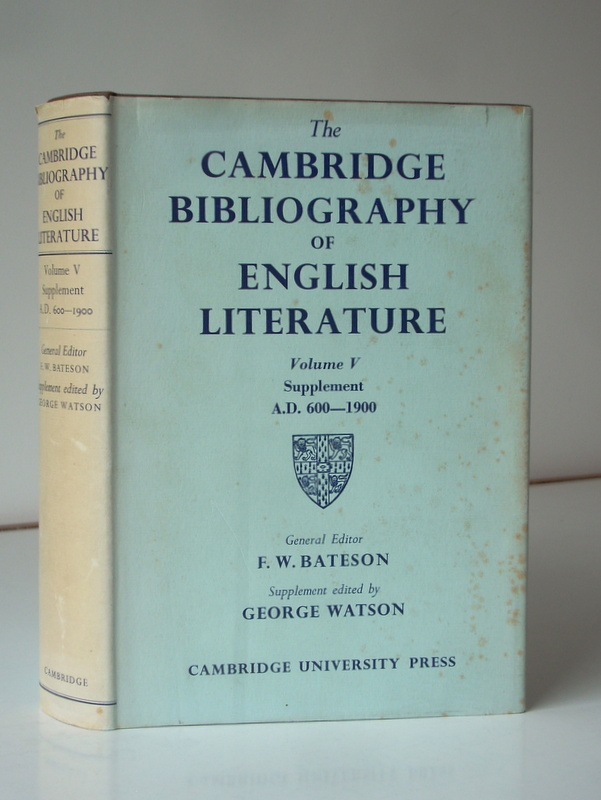 The
CAMBRIDGE
BIBLIOGRAPHY
OF
ENGLISH
LITERATURE
Volume V
Supplement
A.D. 600—1900
General Editor
F. W. BATESON
Supplement edited by
GEORGE WATSON
CAMBRIDGE
The
CAMBRIDGE
BIBLIOGRAPHY
OF
ENGLISH
LITERATURE
Volume V
Supplement
A.D. 600—1900
General Editor
F. W. BATESON
Supplement edited by
GEORGE WATSON
CAMBRIDGE UNIVERSITY PRESS